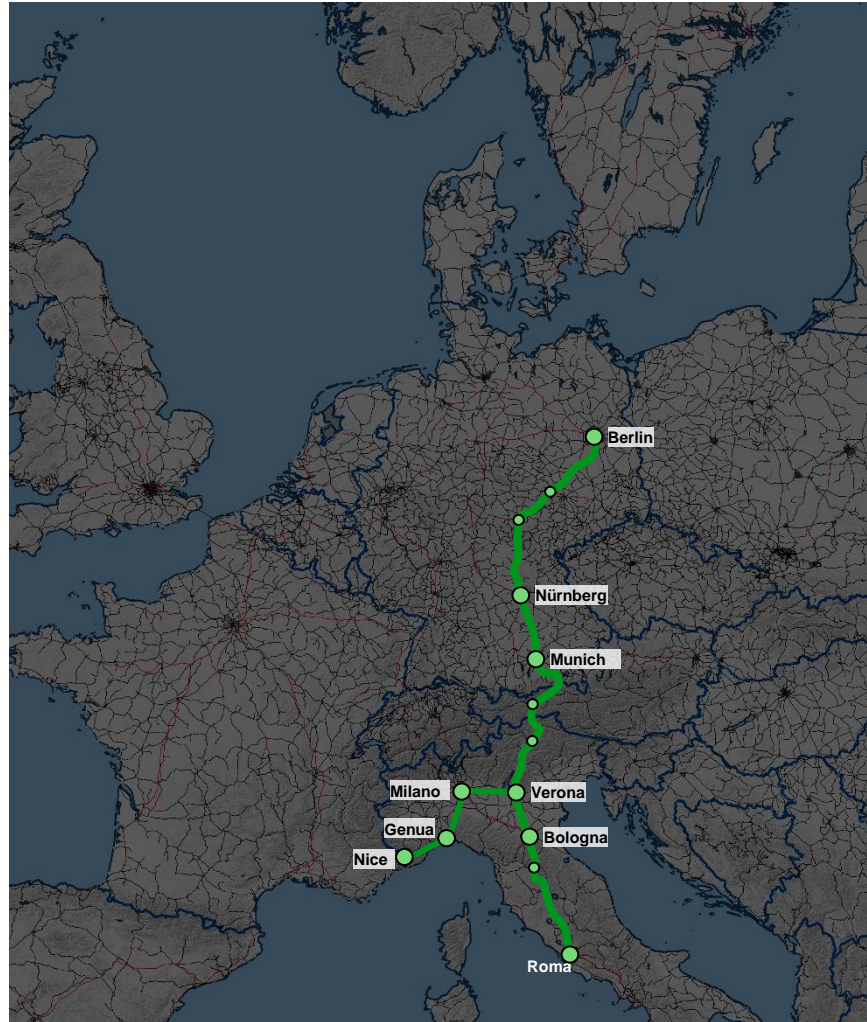 Berlin
Nürnberg
Munich
Milano
Verona
Genua
Bologna
Nice
Roma